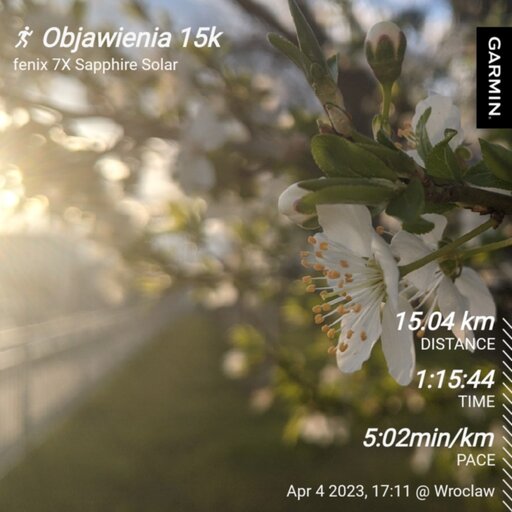 Objawienia 15k
fenix 7X Sapphire Solar
GARMIN.
15.04 km
DISTANCE
1:15:44
TIME
5:02min/km
PACE
Apr 4 2023, 17:11 @ Wroclaw